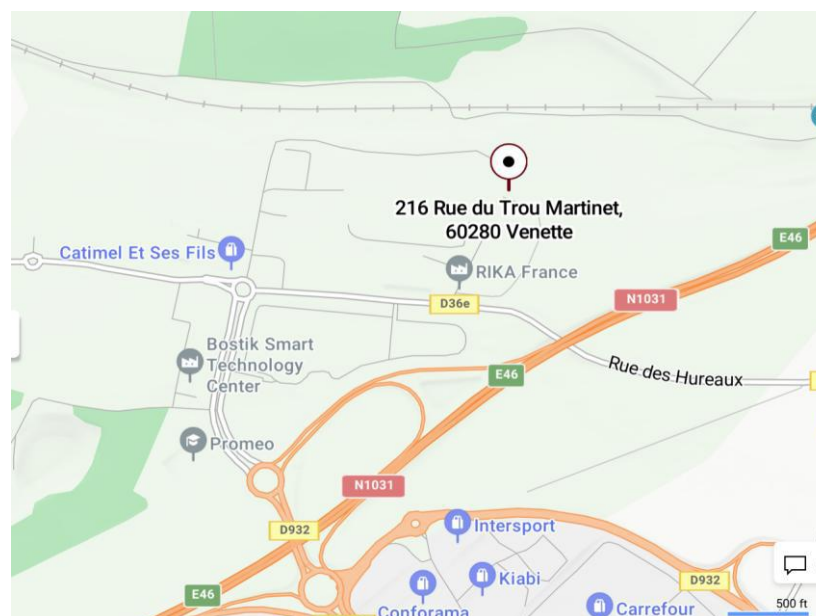 216 Rue du Trou Martinet,
60280 Venette
E46
Catimel Et Ses Fils
RIKA France
N1031
D36e
Bostik Smart
Technology
Center
E46
Rue des Hureaux
Promeo
N1031
D932
Intersport
Kiabi
D932
E46
Conforama
Carrefour
500 ft